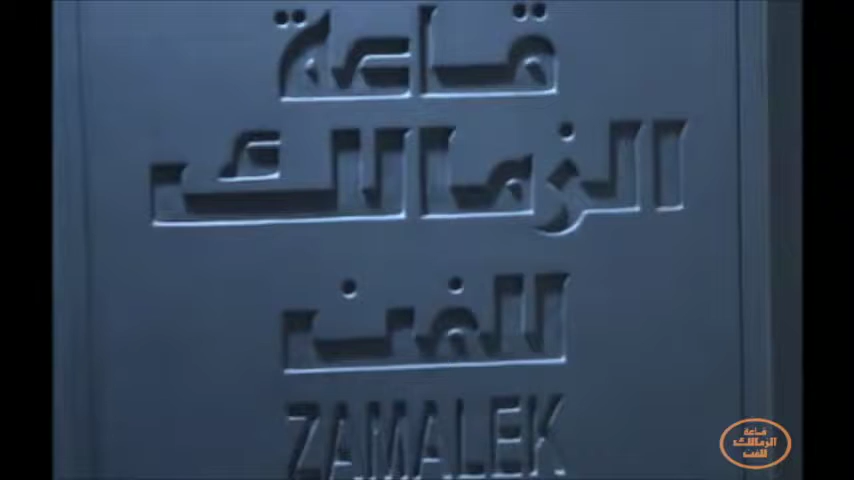 قاعة
الزمالك
للفن
ZAMALEK
قاعة
الزمالك
للفن